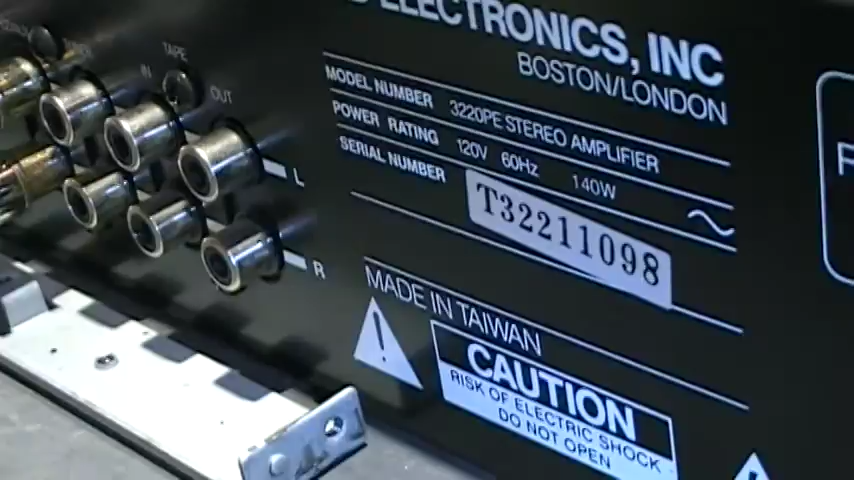 ELECTRONICS, INC
BOSTON/LONDON
TAPE
IN
OUT
MODEL NUMBER 3220PE STEREO AMPLIFIER
POWER RATING 120V 60Hz 140W
SERIAL NUMBER T32211098
L
R
MADE IN TAIWAN
CAUTION
RISK OF ELECTRIC SHOCK
DO NOT OPEN